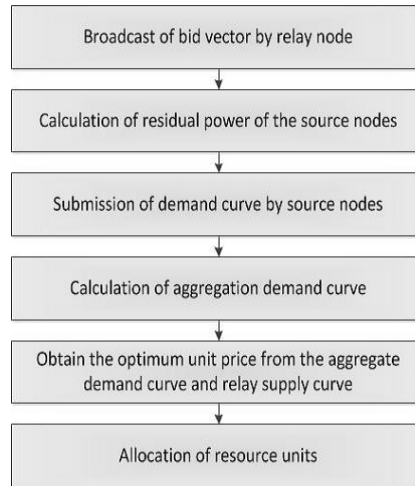 Broadcast of bid vector by relay node
Calculation of residual power of the source nodes
Submission of demand curve by source nodes
Calculation of aggregation demand curve
Obtain the optimum unit price from the aggregate
demand curve and relay supply curve
Allocation of resource units